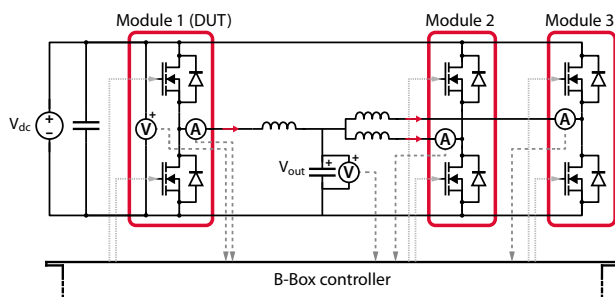 Module 1 (DUT)
Module 2
Module 3
+
A
A
Vdc
+
−
V
A
+
+
Vout
V
B-Box controller